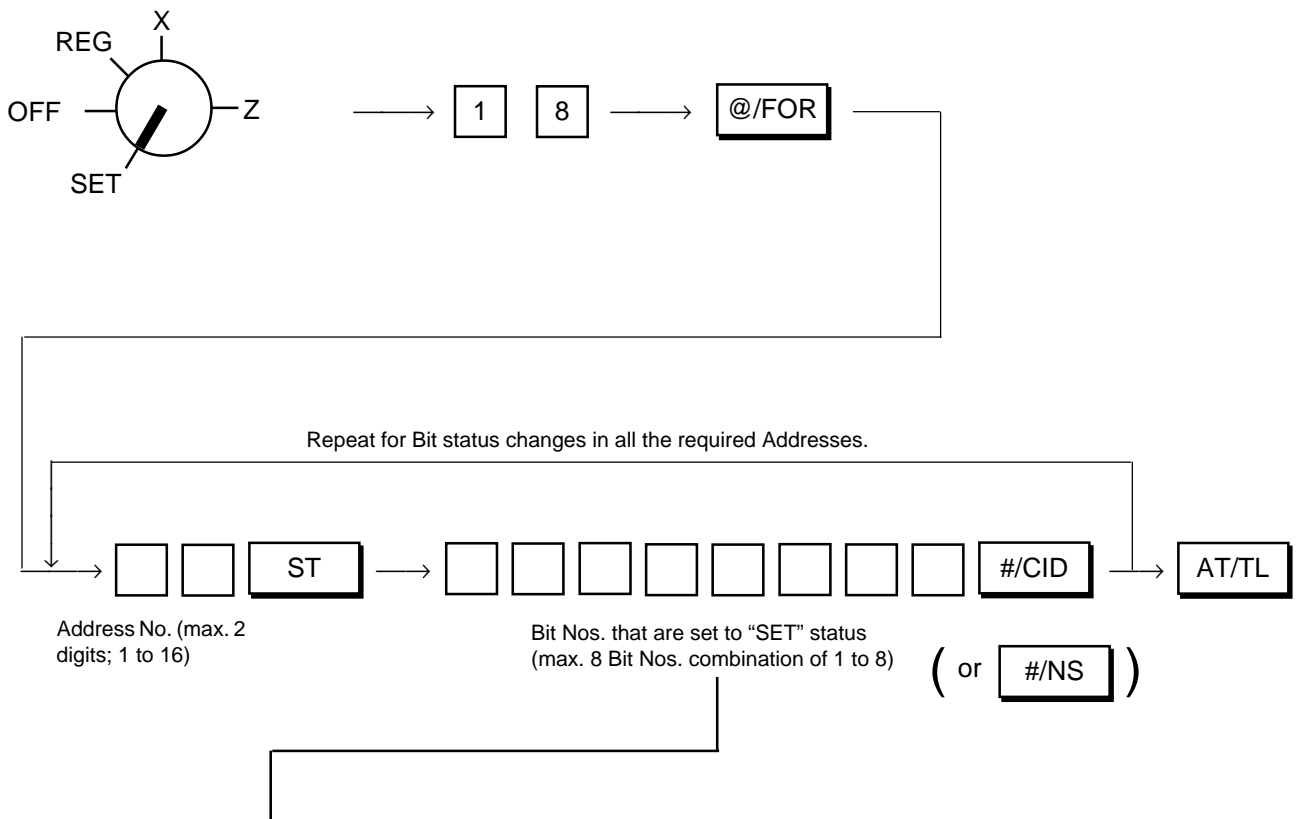 X
REG
OFF
Z
SET
1 8 @/FOR
Repeat for Bit status changes in all the required Addresses.
ST #/CID AT/TL
Address No. (max. 2
digits; 1 to 16)
Bit Nos. that are set to “SET” status
(max. 8 Bit Nos. combination of 1 to 8)
( or #/NS )